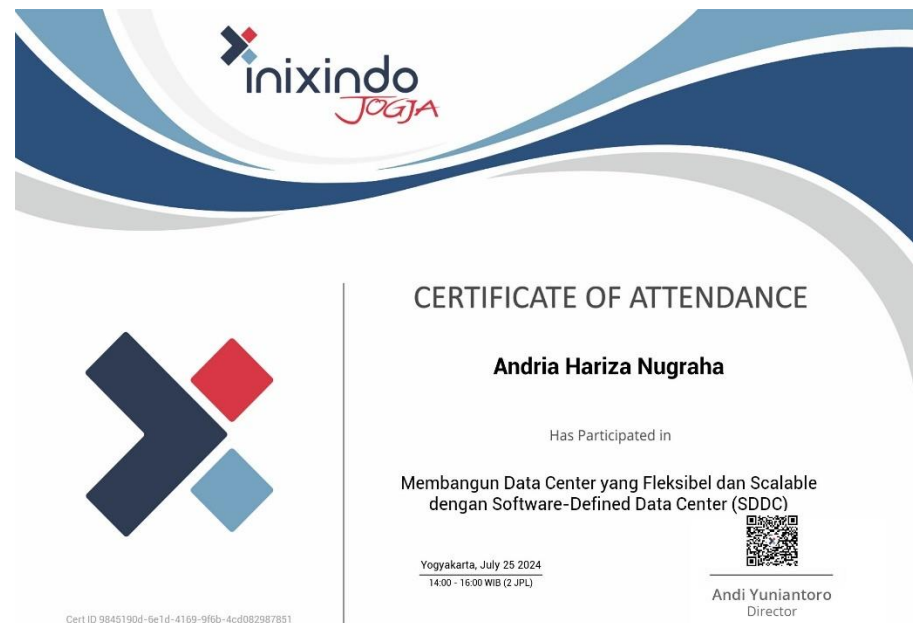 inixindo
JOGJA
CERTIFICATE OF ATTENDANCE
Andria Hariza Nugraha
Has Participated in
Membangun Data Center yang Fleksibel dan Scalable
dengan Software-Defined Data Center (SDDC)
Yogyakarta, July 25 2024
14:00 - 16:00 WIB (2 JPL)
Andi Yuniantoro
Director
Cert ID 9845190d-6e1d-4169-9f6b-4cd082987851